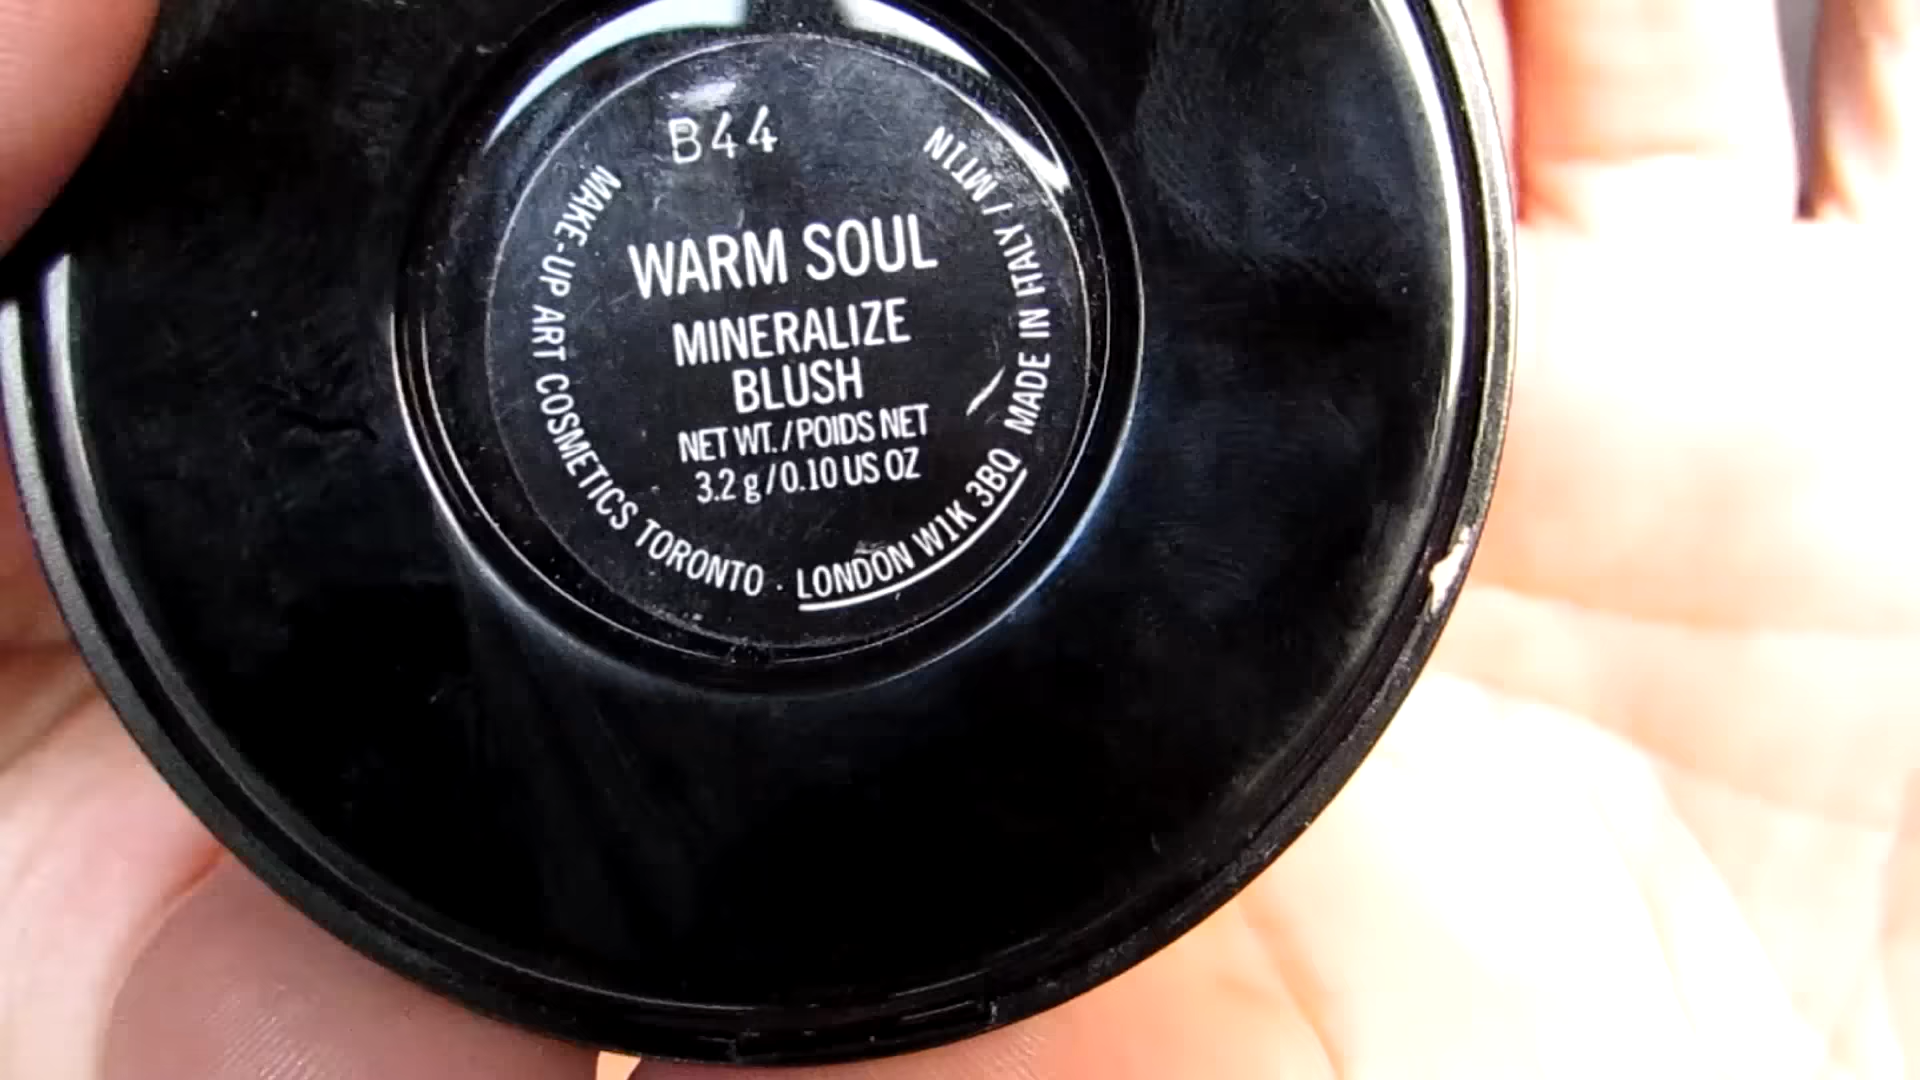 B44
WARM SOUL
MINERALIZE
BLUSH
NET WT./POIDS NET
3.2 g/0.10 US OZ
MAKE-UP ART COSMETICS TORONTO · LONDON W1K 3BQ MADE IN ITALY / MT1N